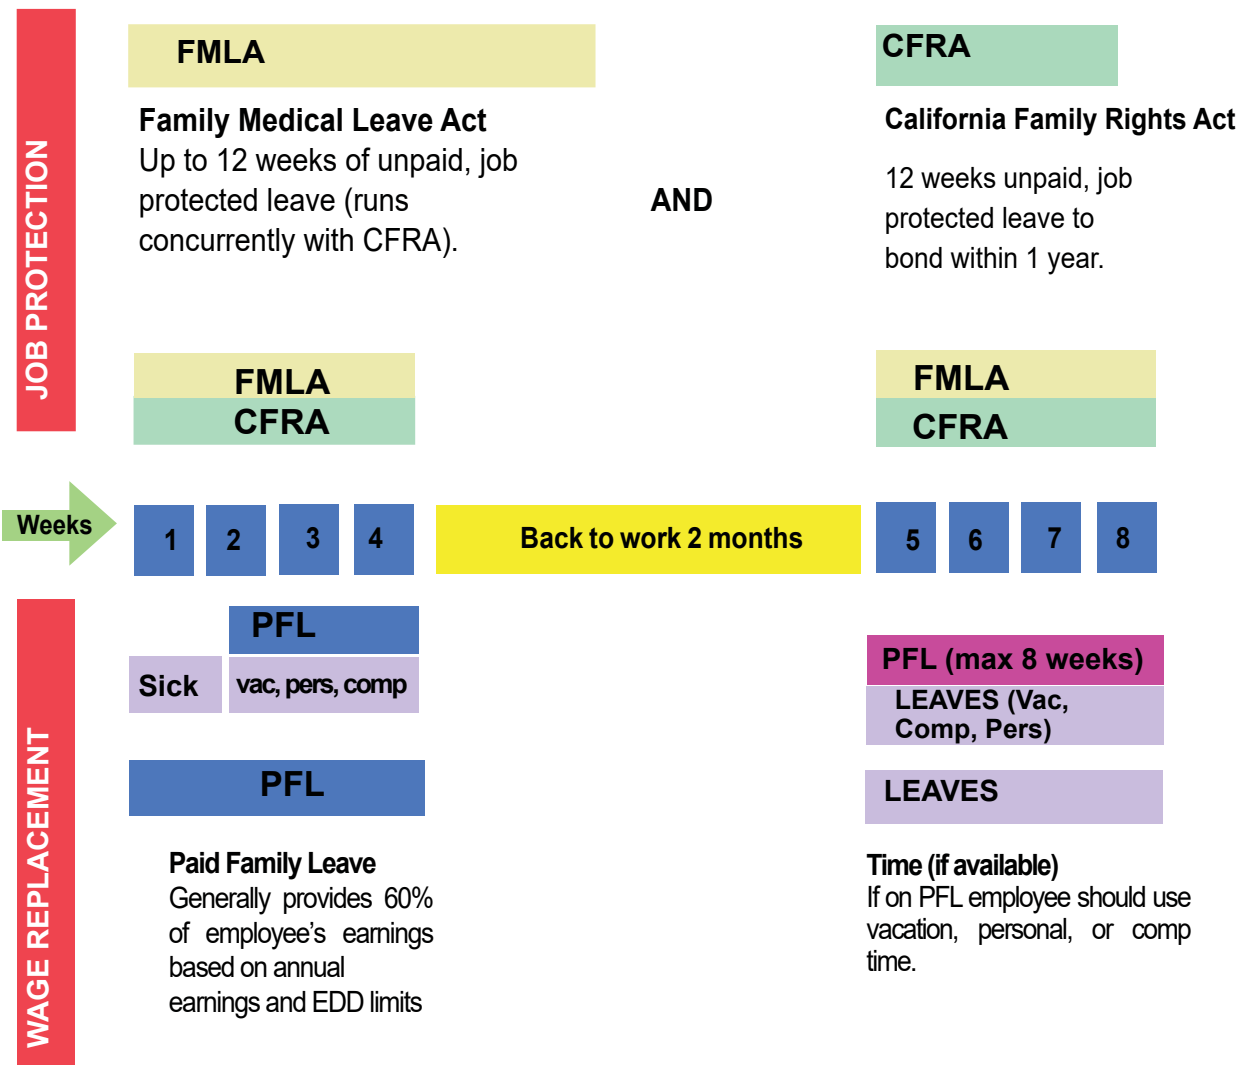 JOB PROTECTION
FMLA
Family Medical Leave Act
Up to 12 weeks of unpaid, job
protected leave (runs
concurrently with CFRA).
AND
CFRA
California Family Rights Act
12 weeks unpaid, job
protected leave to
bond within 1 year.
FMLA
CFRA
FMLA
CFRA
Weeks
1 2 3 4 Back to work 2 months 5 6 7 8
WAGE REPLACEMENT
PFL
Sick vac, pers, comp
PFL
Paid Family Leave
Generally provides 60%
of employee's earnings
based on annual
earnings and EDD limits
PFL (max 8 weeks)
LEAVES (Vac,
Comp, Pers)
LEAVES
Time (if available)
If on PFL employee should use
vacation, personal, or comp
time.